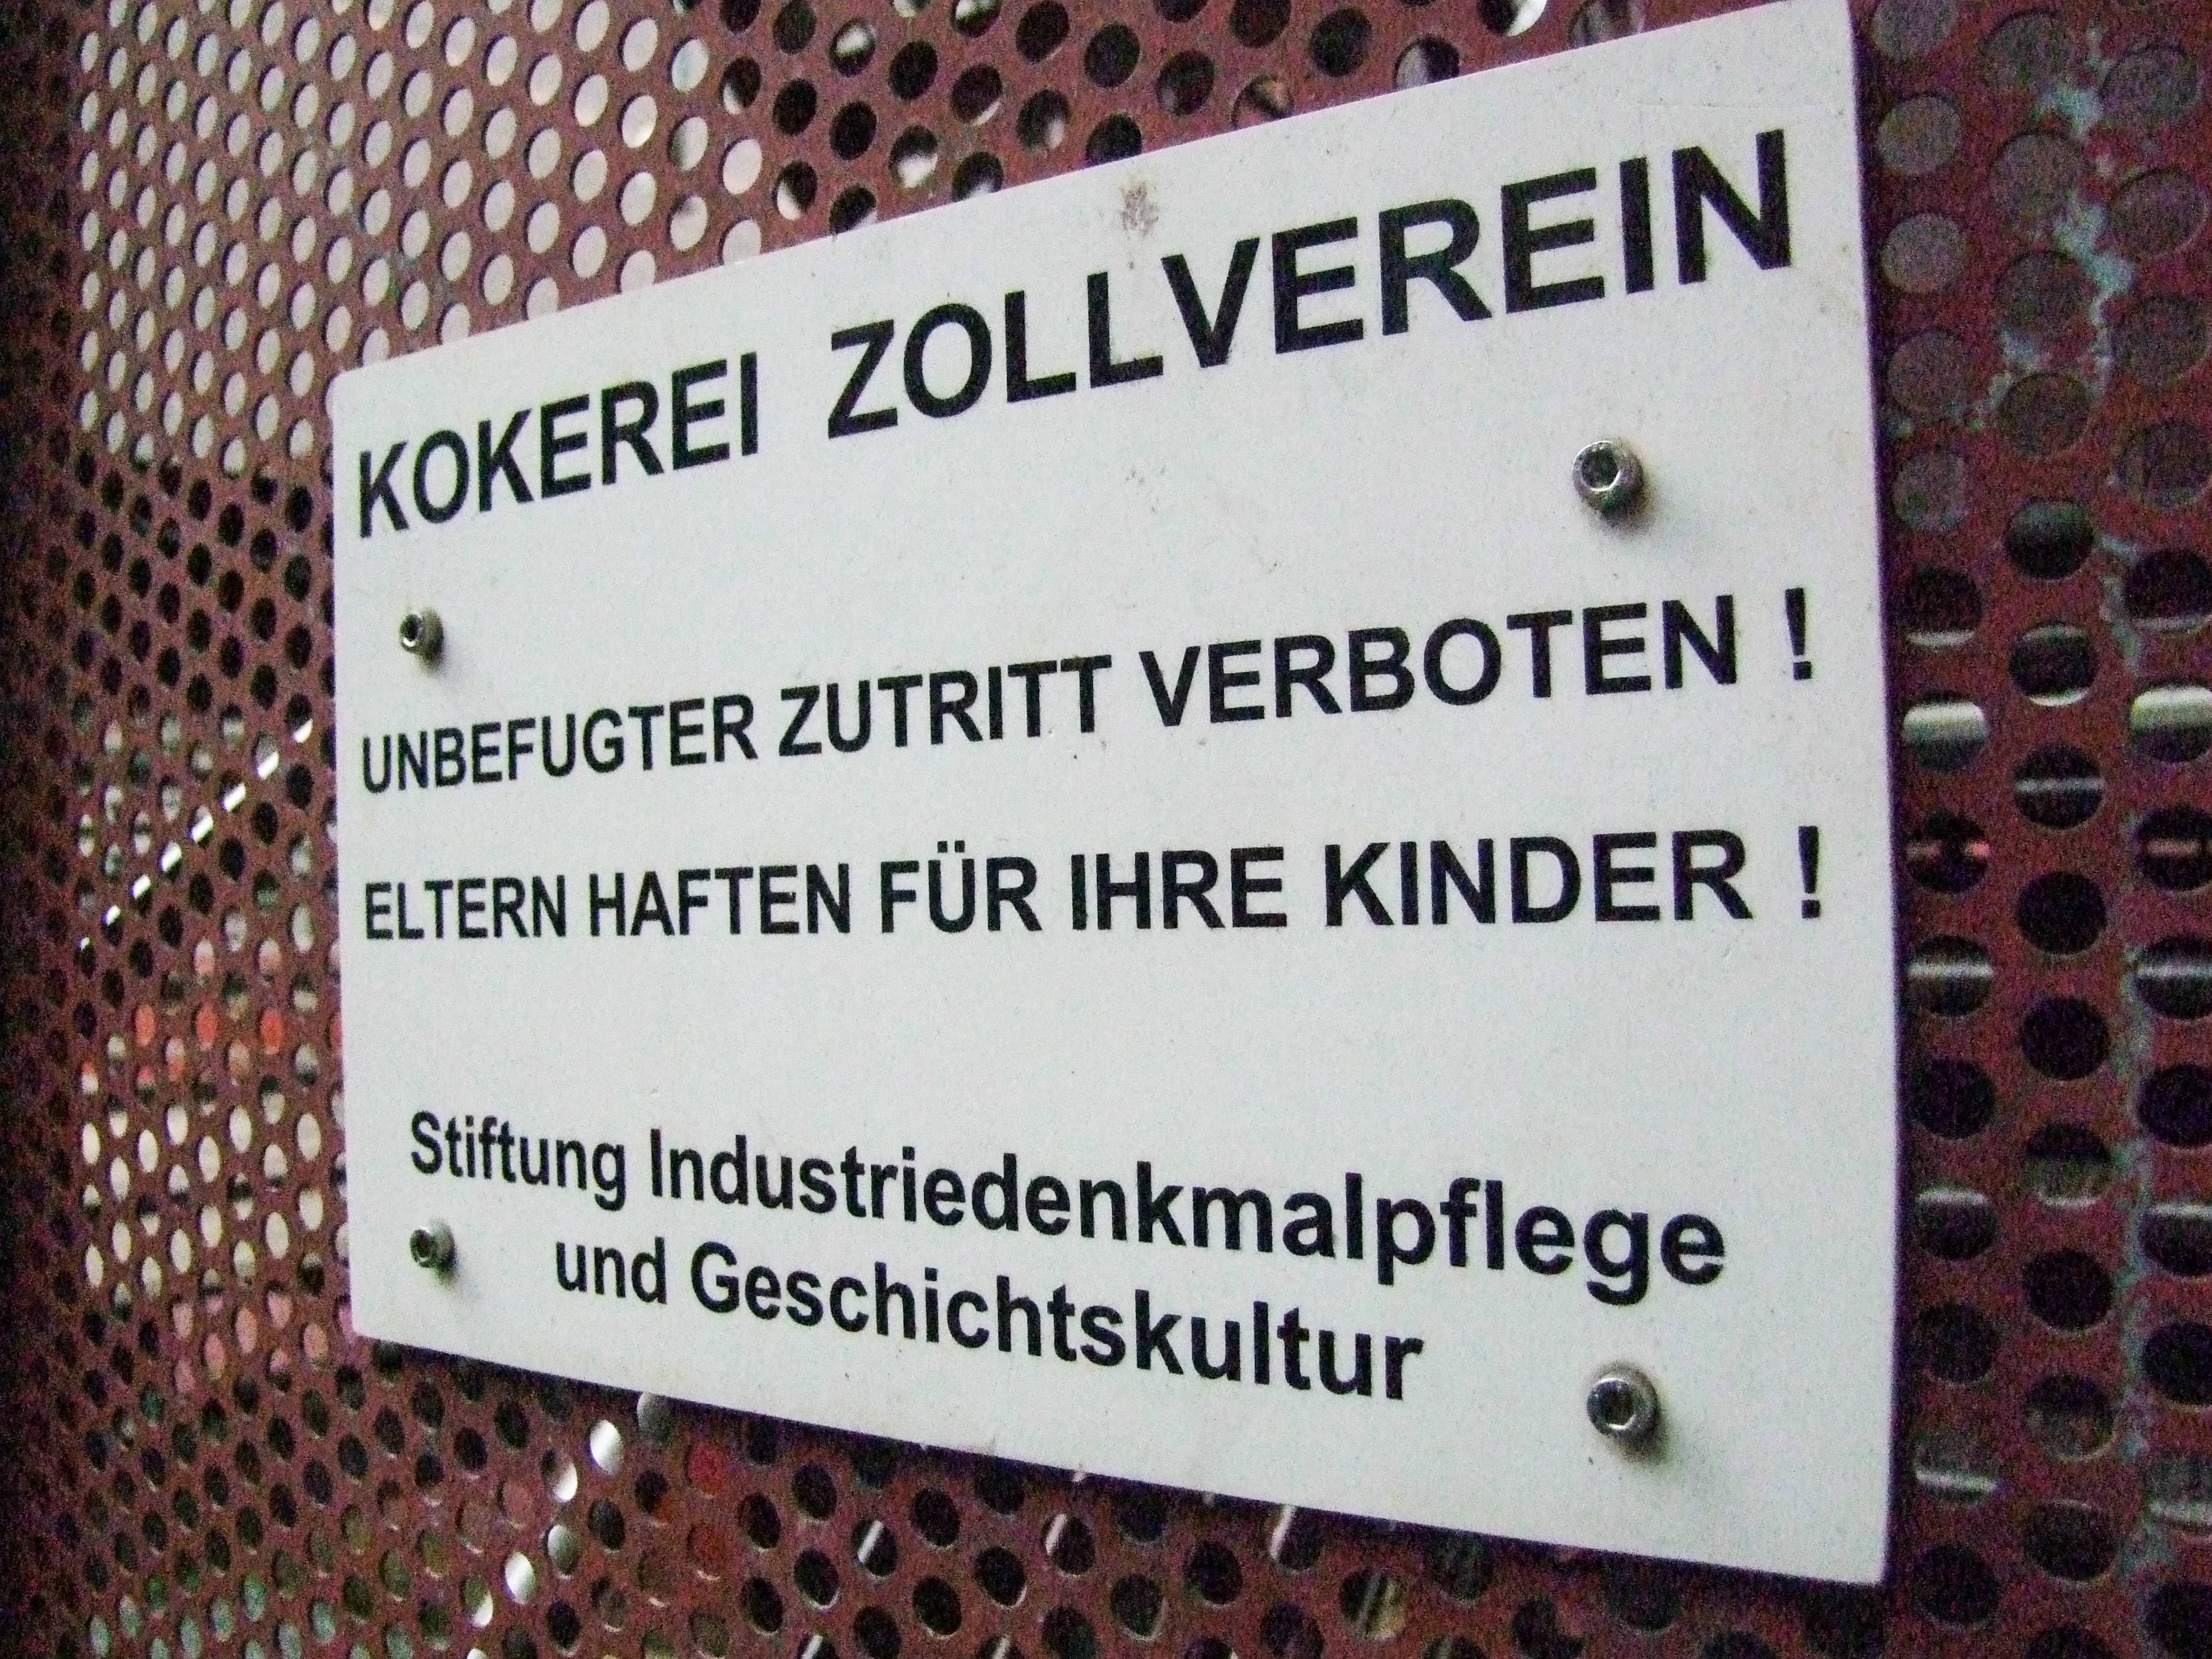 KOKEREI ZOLLVEREIN
UNBEFUGTER ZUTRITT VERBOTEN !
ELTERN HAFTEN FÜR IHRE KINDER !
Stiftung Industriedenkmalpflege
und Geschichtskultur